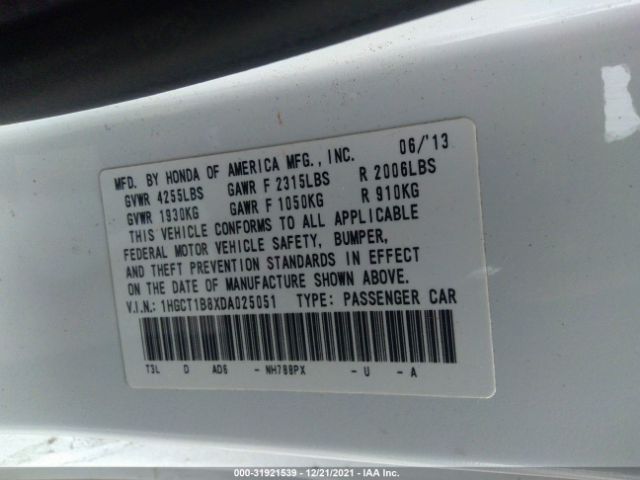 MFD. BY HONDA OF AMERICA MFG., INC. 06/'13
GVWR 4255LBS GAWR F 2315LBS R 2006LBS
GVWR 1930KG GAWR F 1050KG R 910KG
THIS VEHICLE CONFORMS TO ALL APPLICABLE
FEDERAL MOTOR VEHICLE SAFETY, BUMPER,
AND THEFT PREVENTION STANDARDS IN EFFECT
ON THE DATE OF MANUFACTURE SHOWN ABOVE.
V.I.N.: 1HGCT1B8XDA025051 TYPE: PASSENGER CAR
T3L D AD6 - NH788PX - U - A
000-31921539 - 12/21/2021 - IAA Inc.